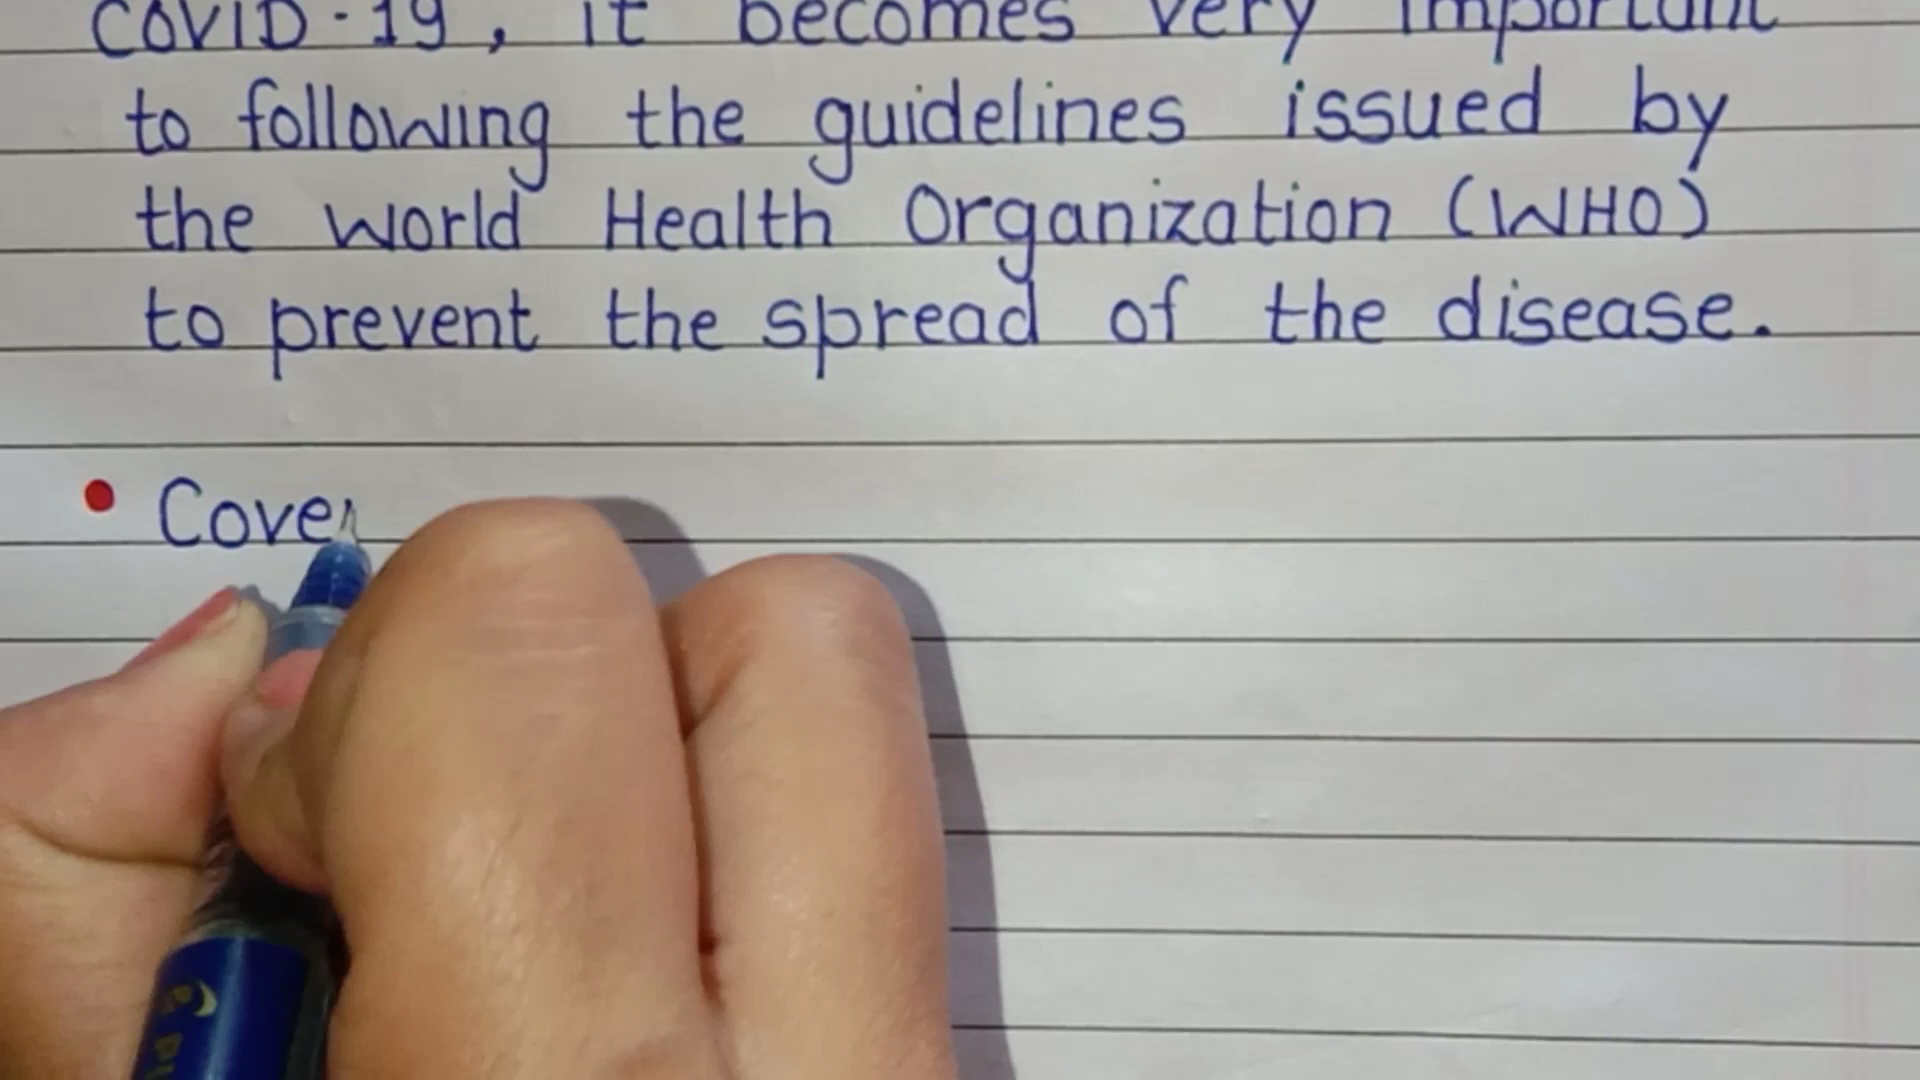 COVID-19, it becomes very important
to following the guidelines issued by
the world Health Organization (WHO)
to prevent the spread of the disease.
• Cover